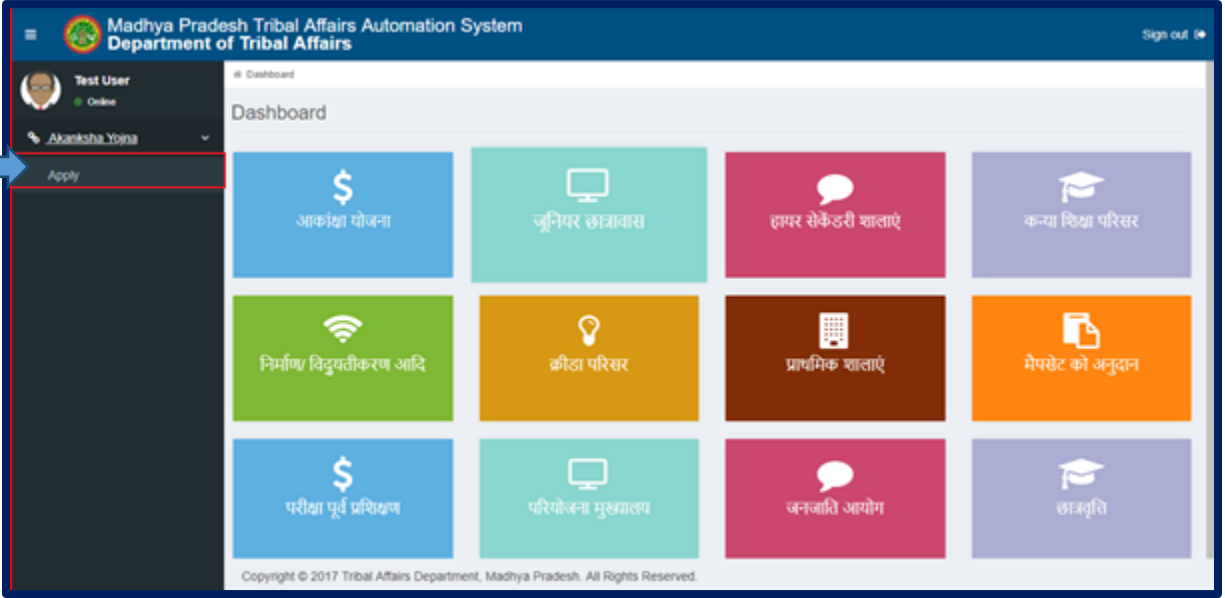 Madhya Pradesh Tribal Affairs Automation System
Department of Tribal Affairs
Sign out
Test User
Online
Akanksha Yojna
Apply
Dashboard
Dashboard
आकांक्षा योजना
जूनियर छात्रावास
हायर सेकेंडरी शालाएं
कन्या शिक्षा परिसर
निर्माण/ विद्युतीकरण आदि
क्रीडा परिसर
प्राथमिक शालाएं
मैपसेट को अनुदान
परीक्षा पूर्व प्रशिक्षण
परियोजना मुख्यालय
जनजाति आयोग
छात्रवृत्ति
Copyright © 2017 Tribal Affairs Department, Madhya Pradesh. All Rights Reserved.